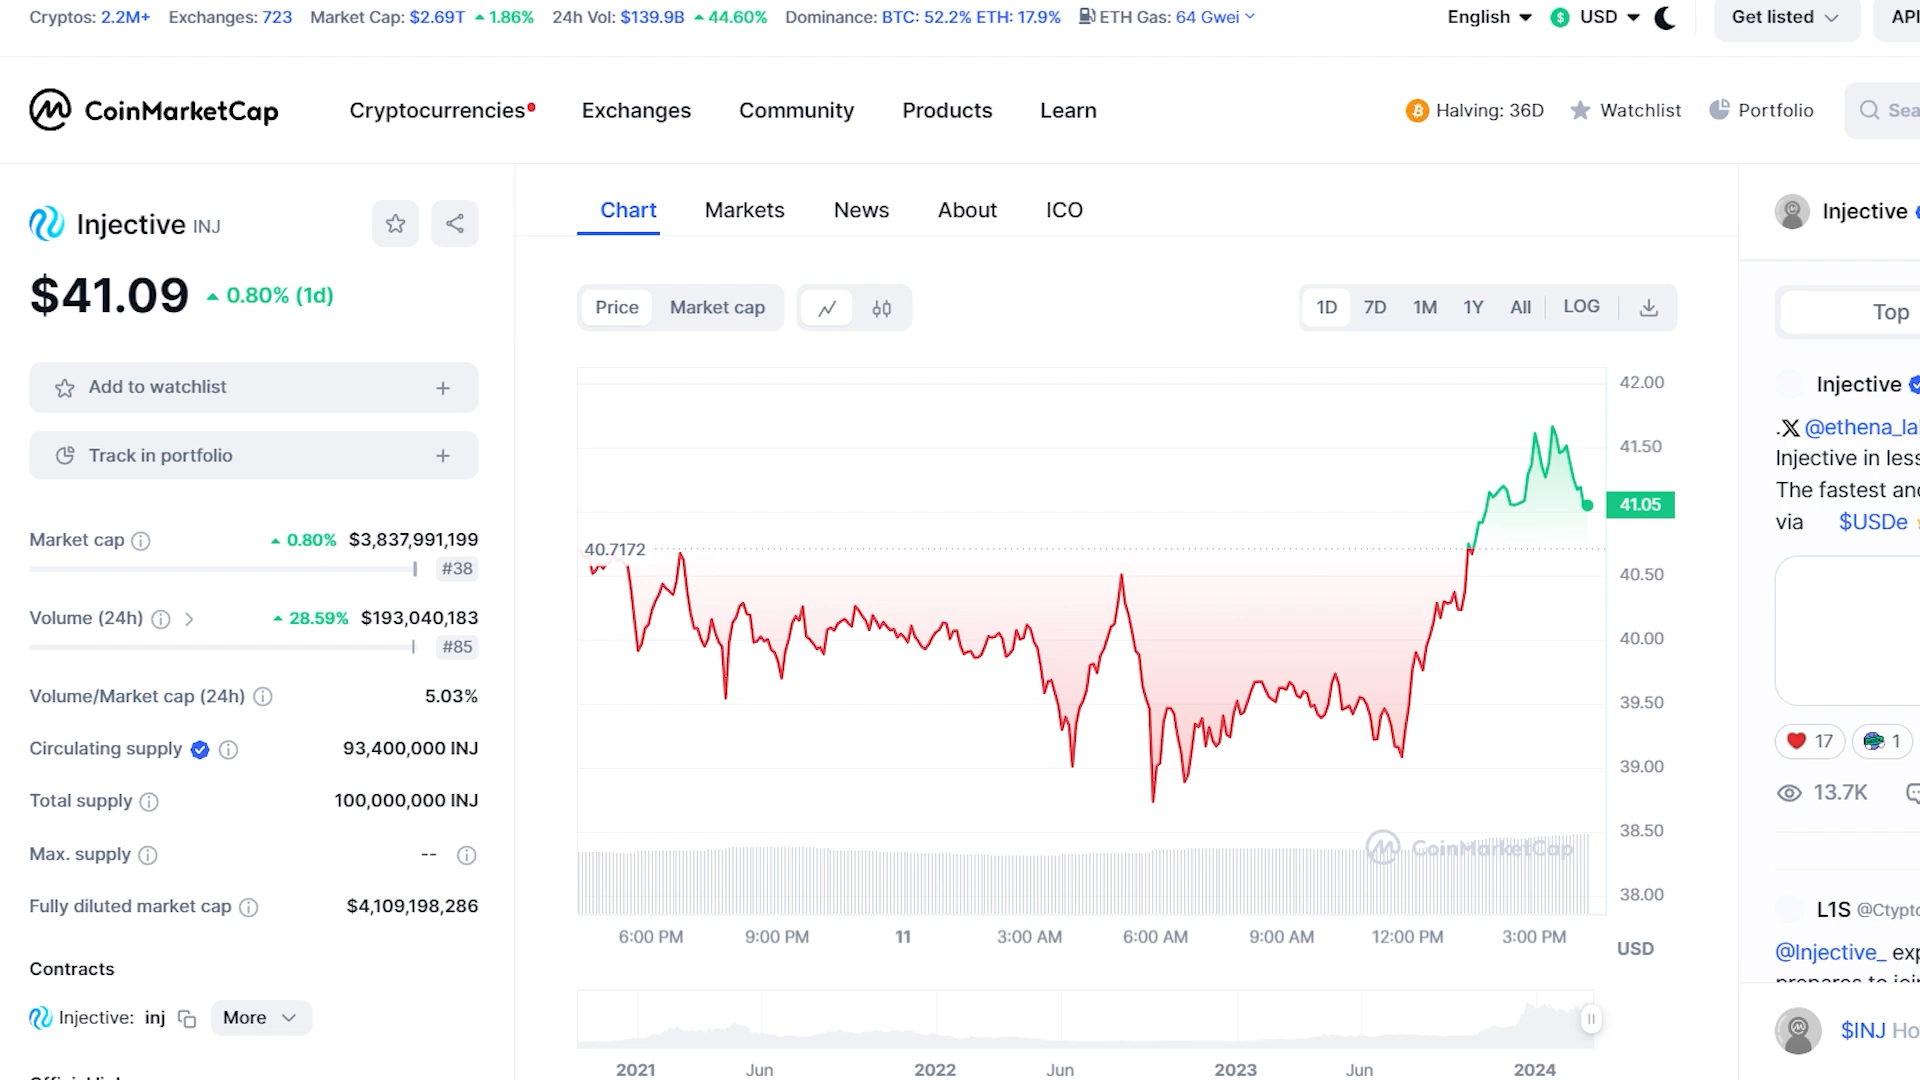 Cryptos: 2.2M+ Exchanges: 723 Market Cap: $2.69T 1.86% 24h Vol: $139.9B 44.60% Dominance: BTC: 52.2% ETH: 17.9% ETH Gas: 64 Gwei English USD Get listed API
CoinMarketCap Cryptocurrencies Exchanges Community Products Learn Halving: 36D Watchlist Portfolio Sea
Injective INJ
$41.09 0.80% (1d)
Add to watchlist +
Track in portfolio +
Market cap 0.80% $3,837,991,199
#38
Volume (24h) 28.59% $193,040,183
#85
Volume/Market cap (24h) 5.03%
Circulating supply 93,400,000 INJ
Total supply 100,000,000 INJ
Max. supply --
Fully diluted market cap $4,109,198,286
Contracts
Injective: inj More
Chart Markets News About ICO
Price Market cap 1D 7D 1M 1Y All LOG
42.00
41.50
41.05
40.7172
40.50
40.00
39.50
39.00
38.50
CoinMarketCap
38.00
6:00 PM 9:00 PM 11 3:00 AM 6:00 AM 9:00 AM 12:00 PM 3:00 PM
USD
2021 Jun 2022 Jun 2023 Jun 2024
Injective
Top
Injective
.X @ethena_la
Injective in less
The fastest and
via $USDe
17 1
13.7K
L1S @Ctypto
@Injective_ exp
$INJ Ho